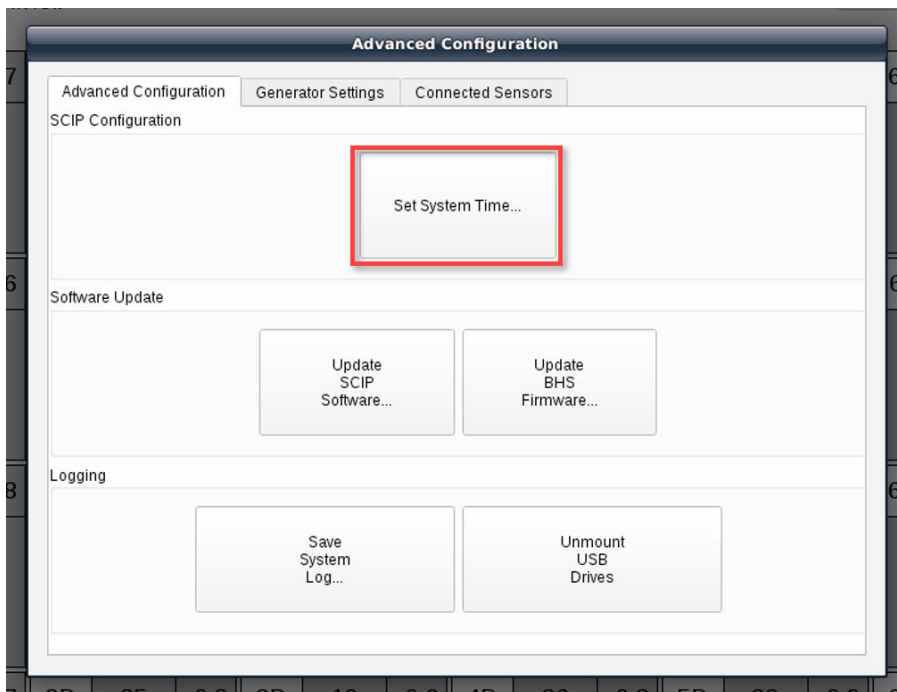 Advanced Configuration
Advanced Configuration Generator Settings Connected Sensors
SCIP Configuration
Set System Time...
Software Update
Update
SCIP
Software...
Update
BHS
Firmware...
Logging
Save
System
Log...
Unmount
USB
Drives